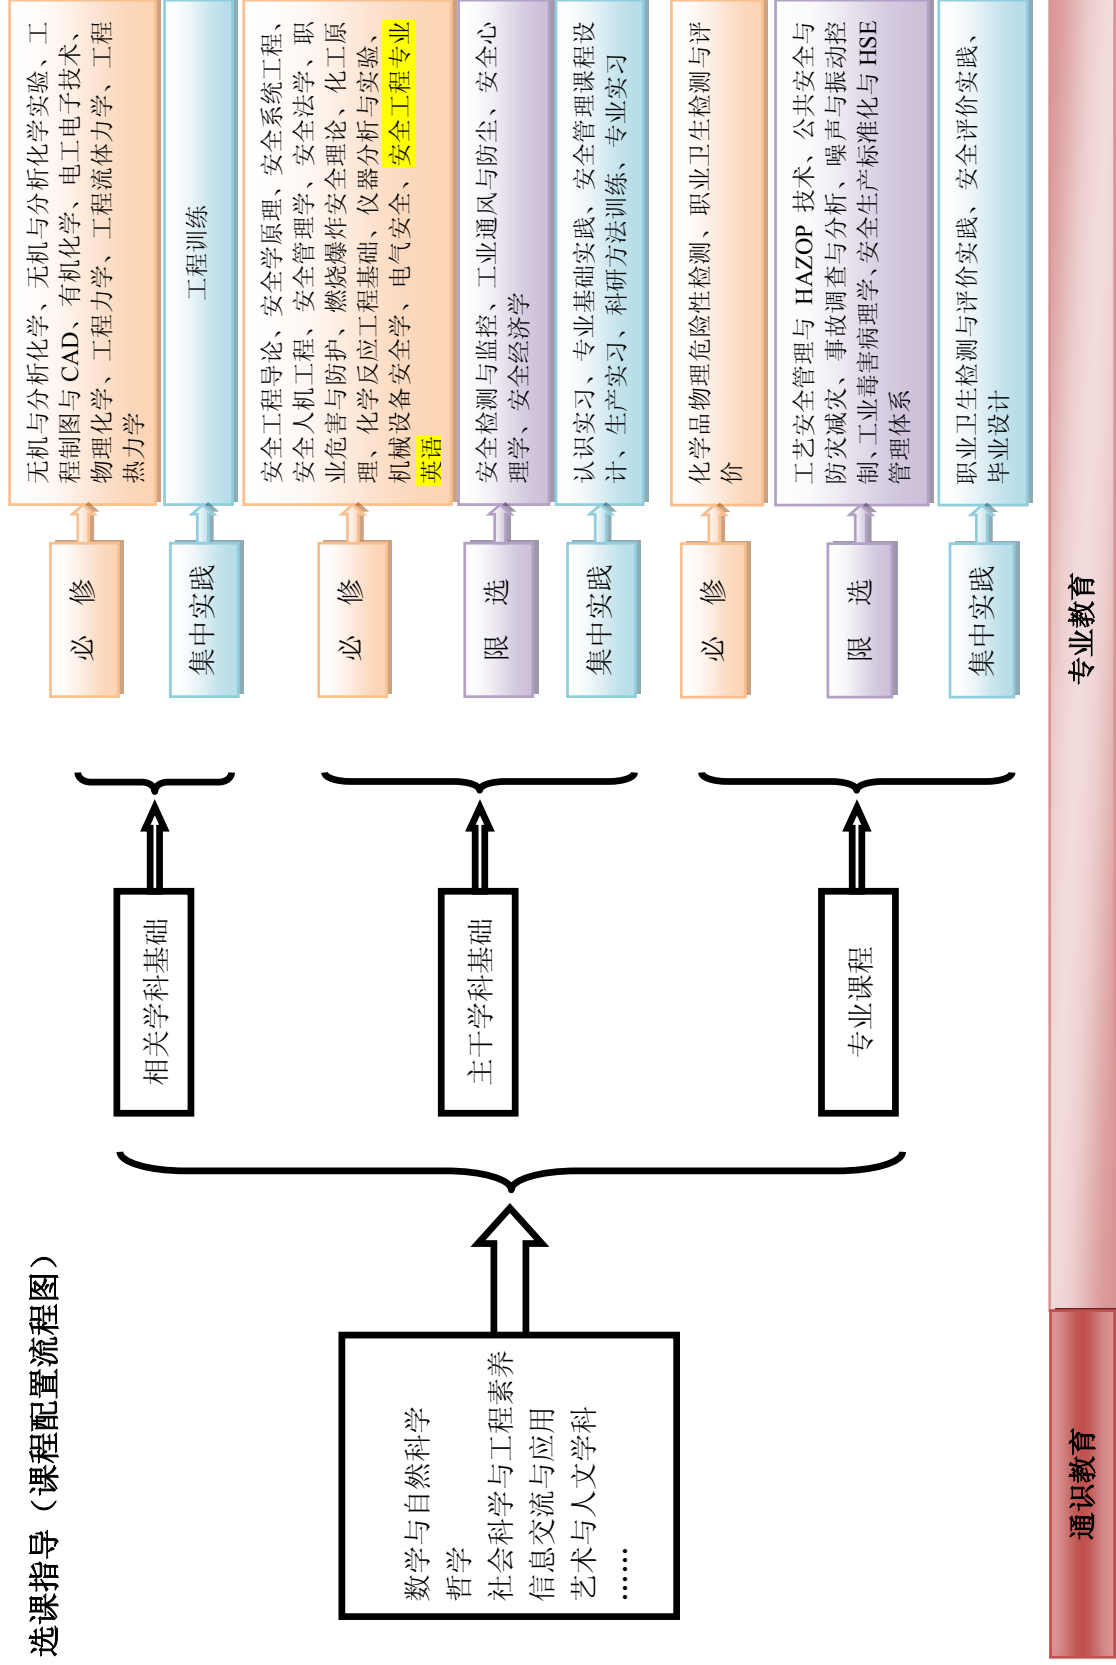 选课指导（课程配置流程图）
数学与自然科学
哲学
社会科学与工程素养
信息交流与应用
艺术与人文学科
……
相关学科基础
主干学科基础
专业课程
必 修
集中实践
必 修
限 选
集中实践
必 修
限 选
集中实践
无机与分析化学、无机与分析化学实验、工
程制图与 CAD、有机化学、电工电子技术、
物理化学、工程力学、工程流体力学、工程
热力学
工程训练
安全工程导论、安全学原理、安全系统工程、
安全人机工程、安全管理学、安全法学、职
业危害与防护、燃烧爆炸安全理论、化工原
理、化学反应工程基础、仪器分析与实验、
机械设备安全学、电气安全、安全工程专业
英语
安全检测与监控、工业通风与防尘、安全心
理学、安全经济学
认识实习、专业基础实践、安全管理课程设
计、生产实习、科研方法训练、专业实习
化学品物理危险性检测、职业卫生检测与评
价
工艺安全管理与 HAZOP 技术、公共安全与
防灾减灾、事故调查与分析、噪声与振动控
制、工业毒害病理学、安全生产标准化与 HSE
管理体系
职业卫生检测与评价实践、安全评价实践、
毕业设计
通识教育
专业教育